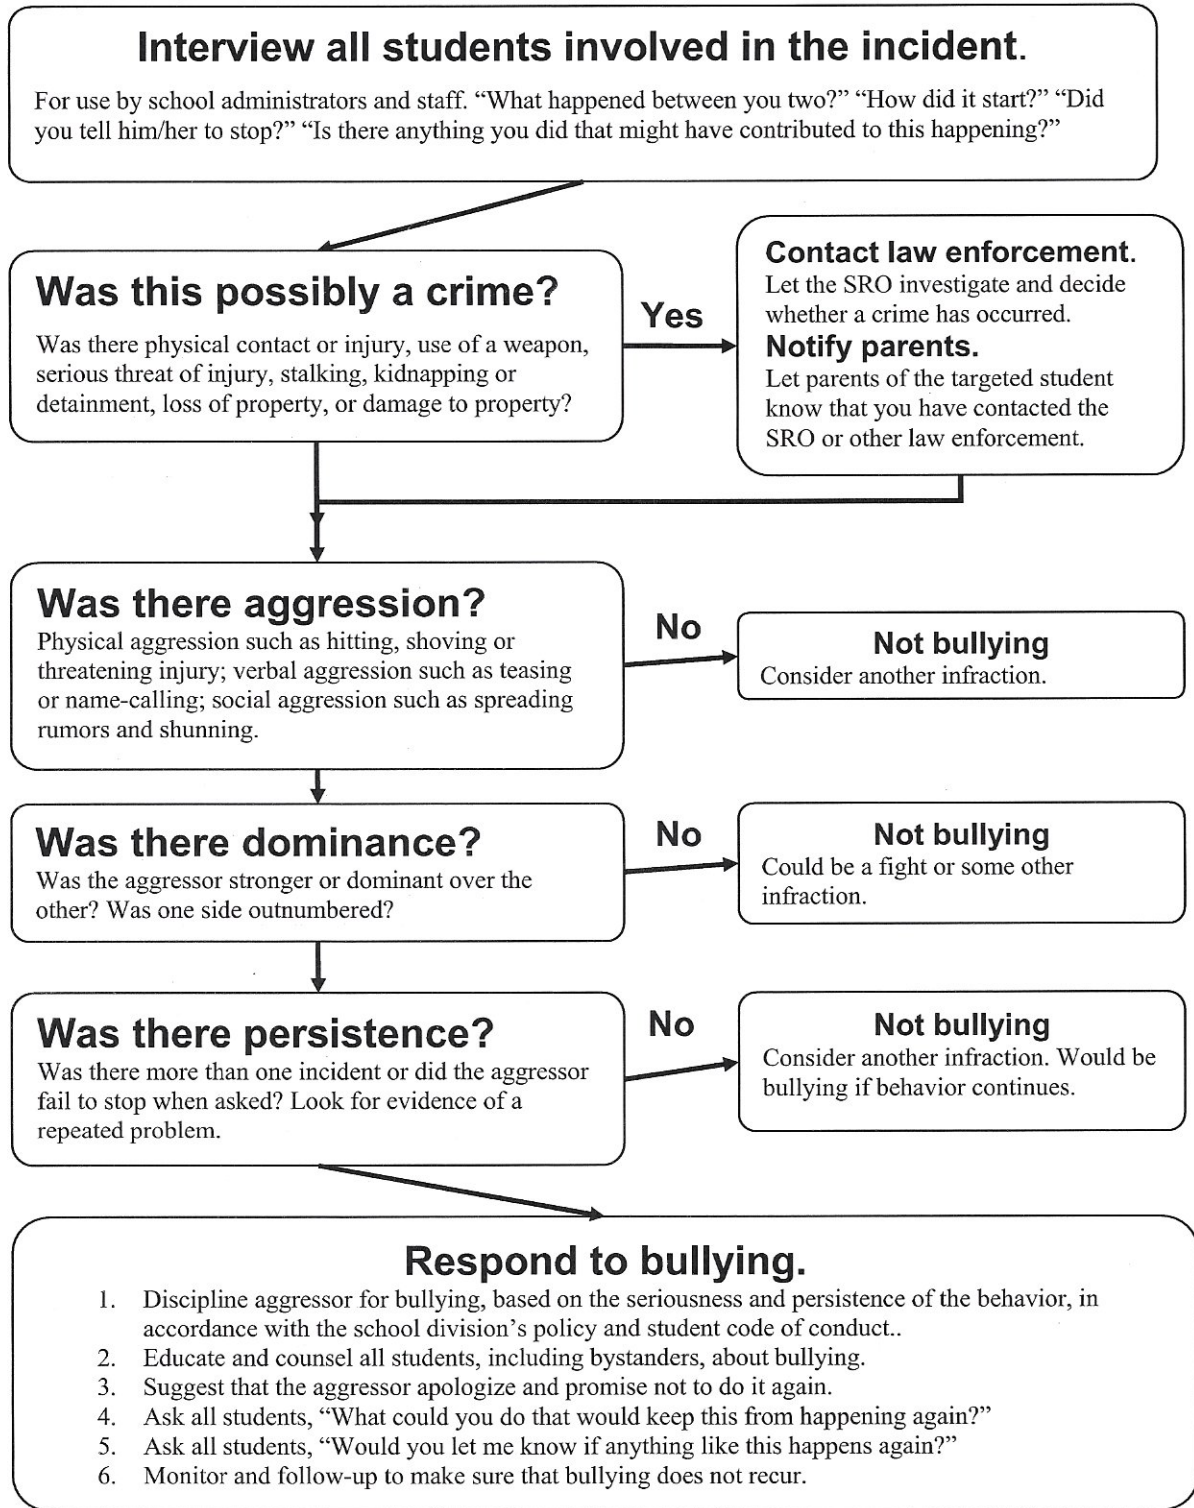 Interview all students involved in the incident.
For use by school administrators and staff. “What happened between you two?” “How did it start?” “Did
you tell him/her to stop?” “Is there anything you did that might have contributed to this happening?”
Was this possibly a crime?
Was there physical contact or injury, use of a weapon,
serious threat of injury, stalking, kidnapping or
detainment, loss of property, or damage to property?
Yes
Contact law enforcement.
Let the SRO investigate and decide
whether a crime has occurred.
Notify parents.
Let parents of the targeted student
know that you have contacted the
SRO or other law enforcement.
Was there aggression?
Physical aggression such as hitting, shoving or
threatening injury; verbal aggression such as teasing
or name-calling; social aggression such as spreading
rumors and shunning.
No
Not bullying
Consider another infraction.
Was there dominance?
Was the aggressor stronger or dominant over the
other? Was one side outnumbered?
No
Not bullying
Could be a fight or some other
infraction.
Was there persistence?
Was there more than one incident or did the aggressor
fail to stop when asked? Look for evidence of a
repeated problem.
No
Not bullying
Consider another infraction. Would be
bullying if behavior continues.
Respond to bullying.
1. Discipline aggressor for bullying, based on the seriousness and persistence of the behavior, in
accordance with the school division’s policy and student code of conduct..
2. Educate and counsel all students, including bystanders, about bullying.
3. Suggest that the aggressor apologize and promise not to do it again.
4. Ask all students, “What could you do that would keep this from happening again?”
5. Ask all students, “Would you let me know if anything like this happens again?”
6. Monitor and follow-up to make sure that bullying does not recur.